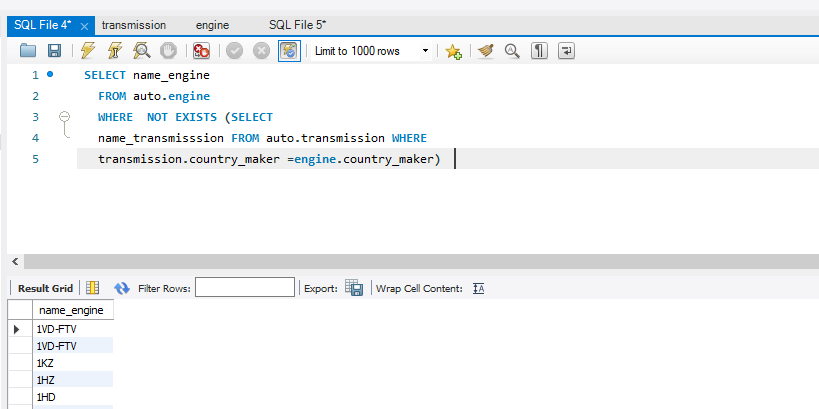 SQL File 4* × transmission engine SQL File 5*
Limit to 1000 rows
1 SELECT name_engine
2 FROM auto.engine
3 WHERE NOT EXISTS (SELECT
4 name_transmisssion FROM auto.transmission WHERE
5 transmission.country_maker =engine.country_maker)
Result Grid Filter Rows: Export: Wrap Cell Content: IA
name_engine
1VD-FTV
1VD-FTV
1KZ
1HZ
1HD